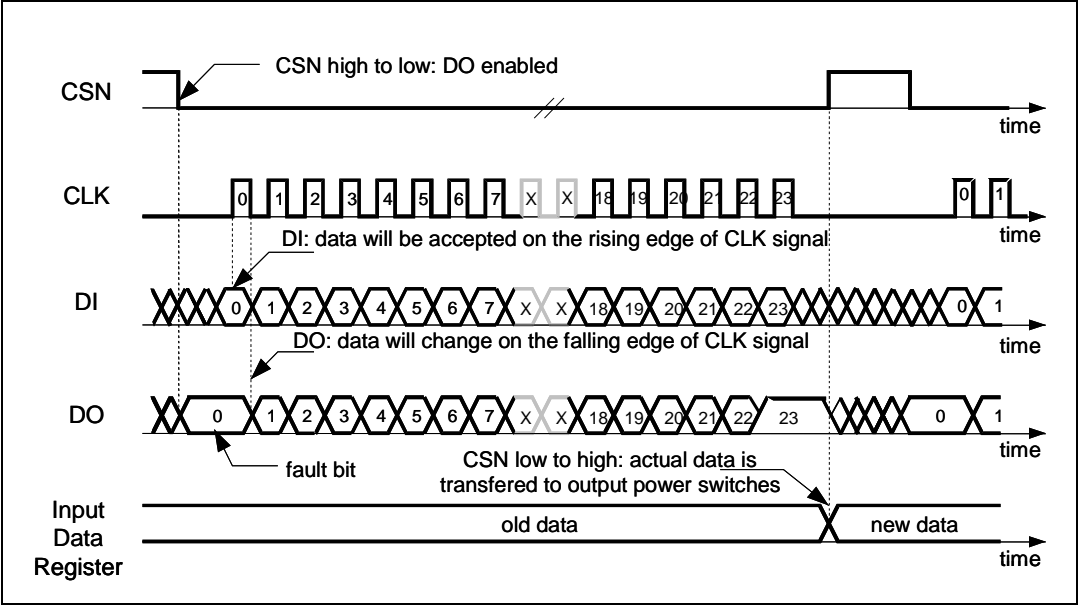 CSN high to low: DO enabled
CSN
time
CLK
0 1 2 3 4 5 6 7 X X 18 19 20 21 22 23 0 1
time
DI: data will be accepted on the rising edge of CLK signal
DI
0 1 2 3 4 5 6 7 X X 18 19 20 21 22 23 0 1
time
DO: data will change on the falling edge of CLK signal
DO
0 1 2 3 4 5 6 7 X X 18 19 20 21 22 23 0 1
time
fault bit
CSN low to high: actual data is
transfered to output power switches
Input
Data
Register
old data
new data
time